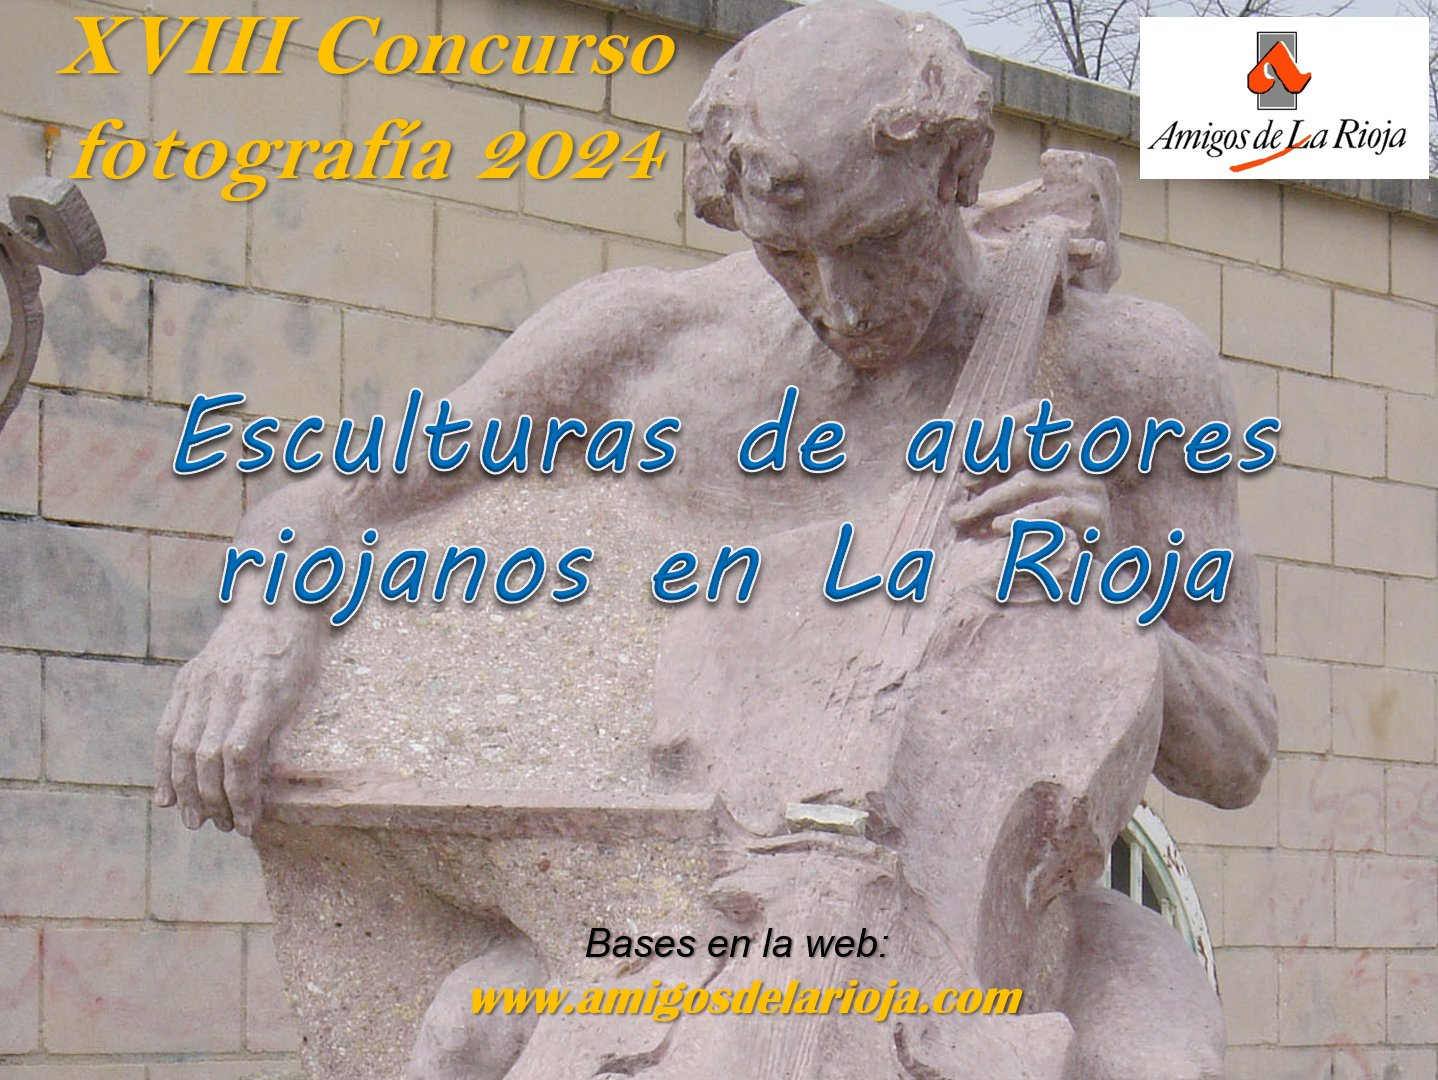 XVIII Concurso
fotografía 2024
Amigos de La Rioja
Esculturas de autores
riojanos en La Rioja
Bases en la web:
www.amigosdelarioja.com